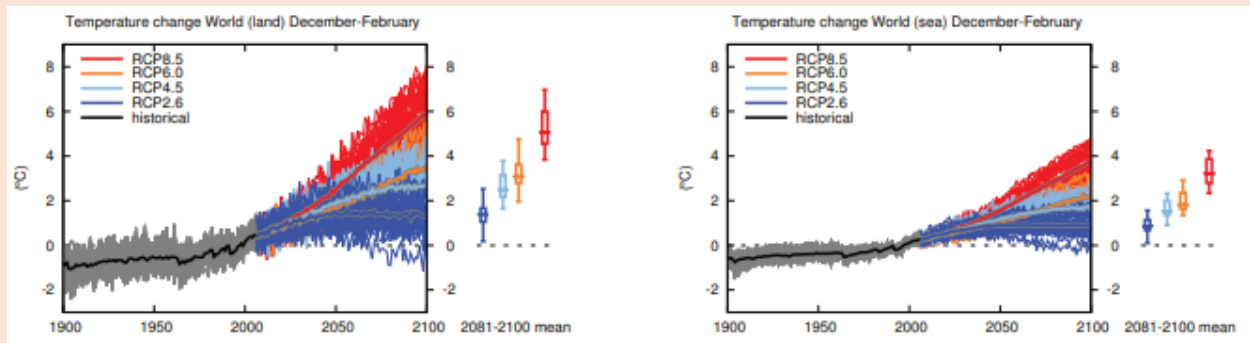 Temperature change World (land) December-February
8
6
4
2
0
-2
(°C)
RCP8.5
RCP6.0
RCP4.5
RCP2.6
historical
8
6
4
2
0
-2
1900 1950 2000 2050 2100 2081-2100 mean
Temperature change World (sea) December-February
8
6
4
2
0
-2
(°C)
RCP8.5
RCP6.0
RCP4.5
RCP2.6
historical
8
6
4
2
0
-2
1900 1950 2000 2050 2100 2081-2100 mean